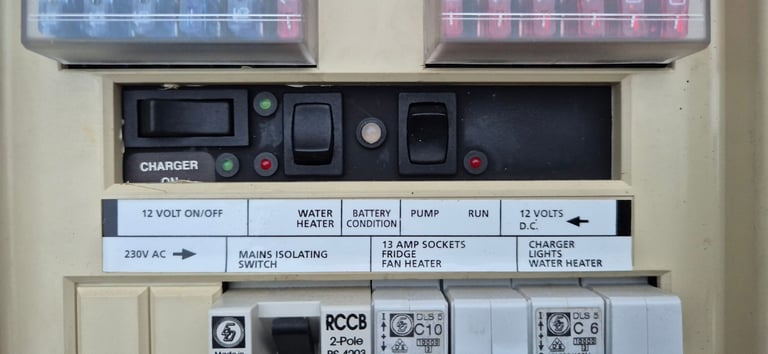 CHARGER
ON
12 VOLT ON/OFF
WATER
HEATER
BATTERY
CONDITION
PUMP
RUN
12 VOLTS
D.C.
230V AC
MAINS ISOLATING
SWITCH
13 AMP SOCKETS
FRIDGE
FAN HEATER
CHARGER
LIGHTS
WATER HEATER
RCCB
2-Pole
Made in
DLS 5
C10
DLS 5
C 6